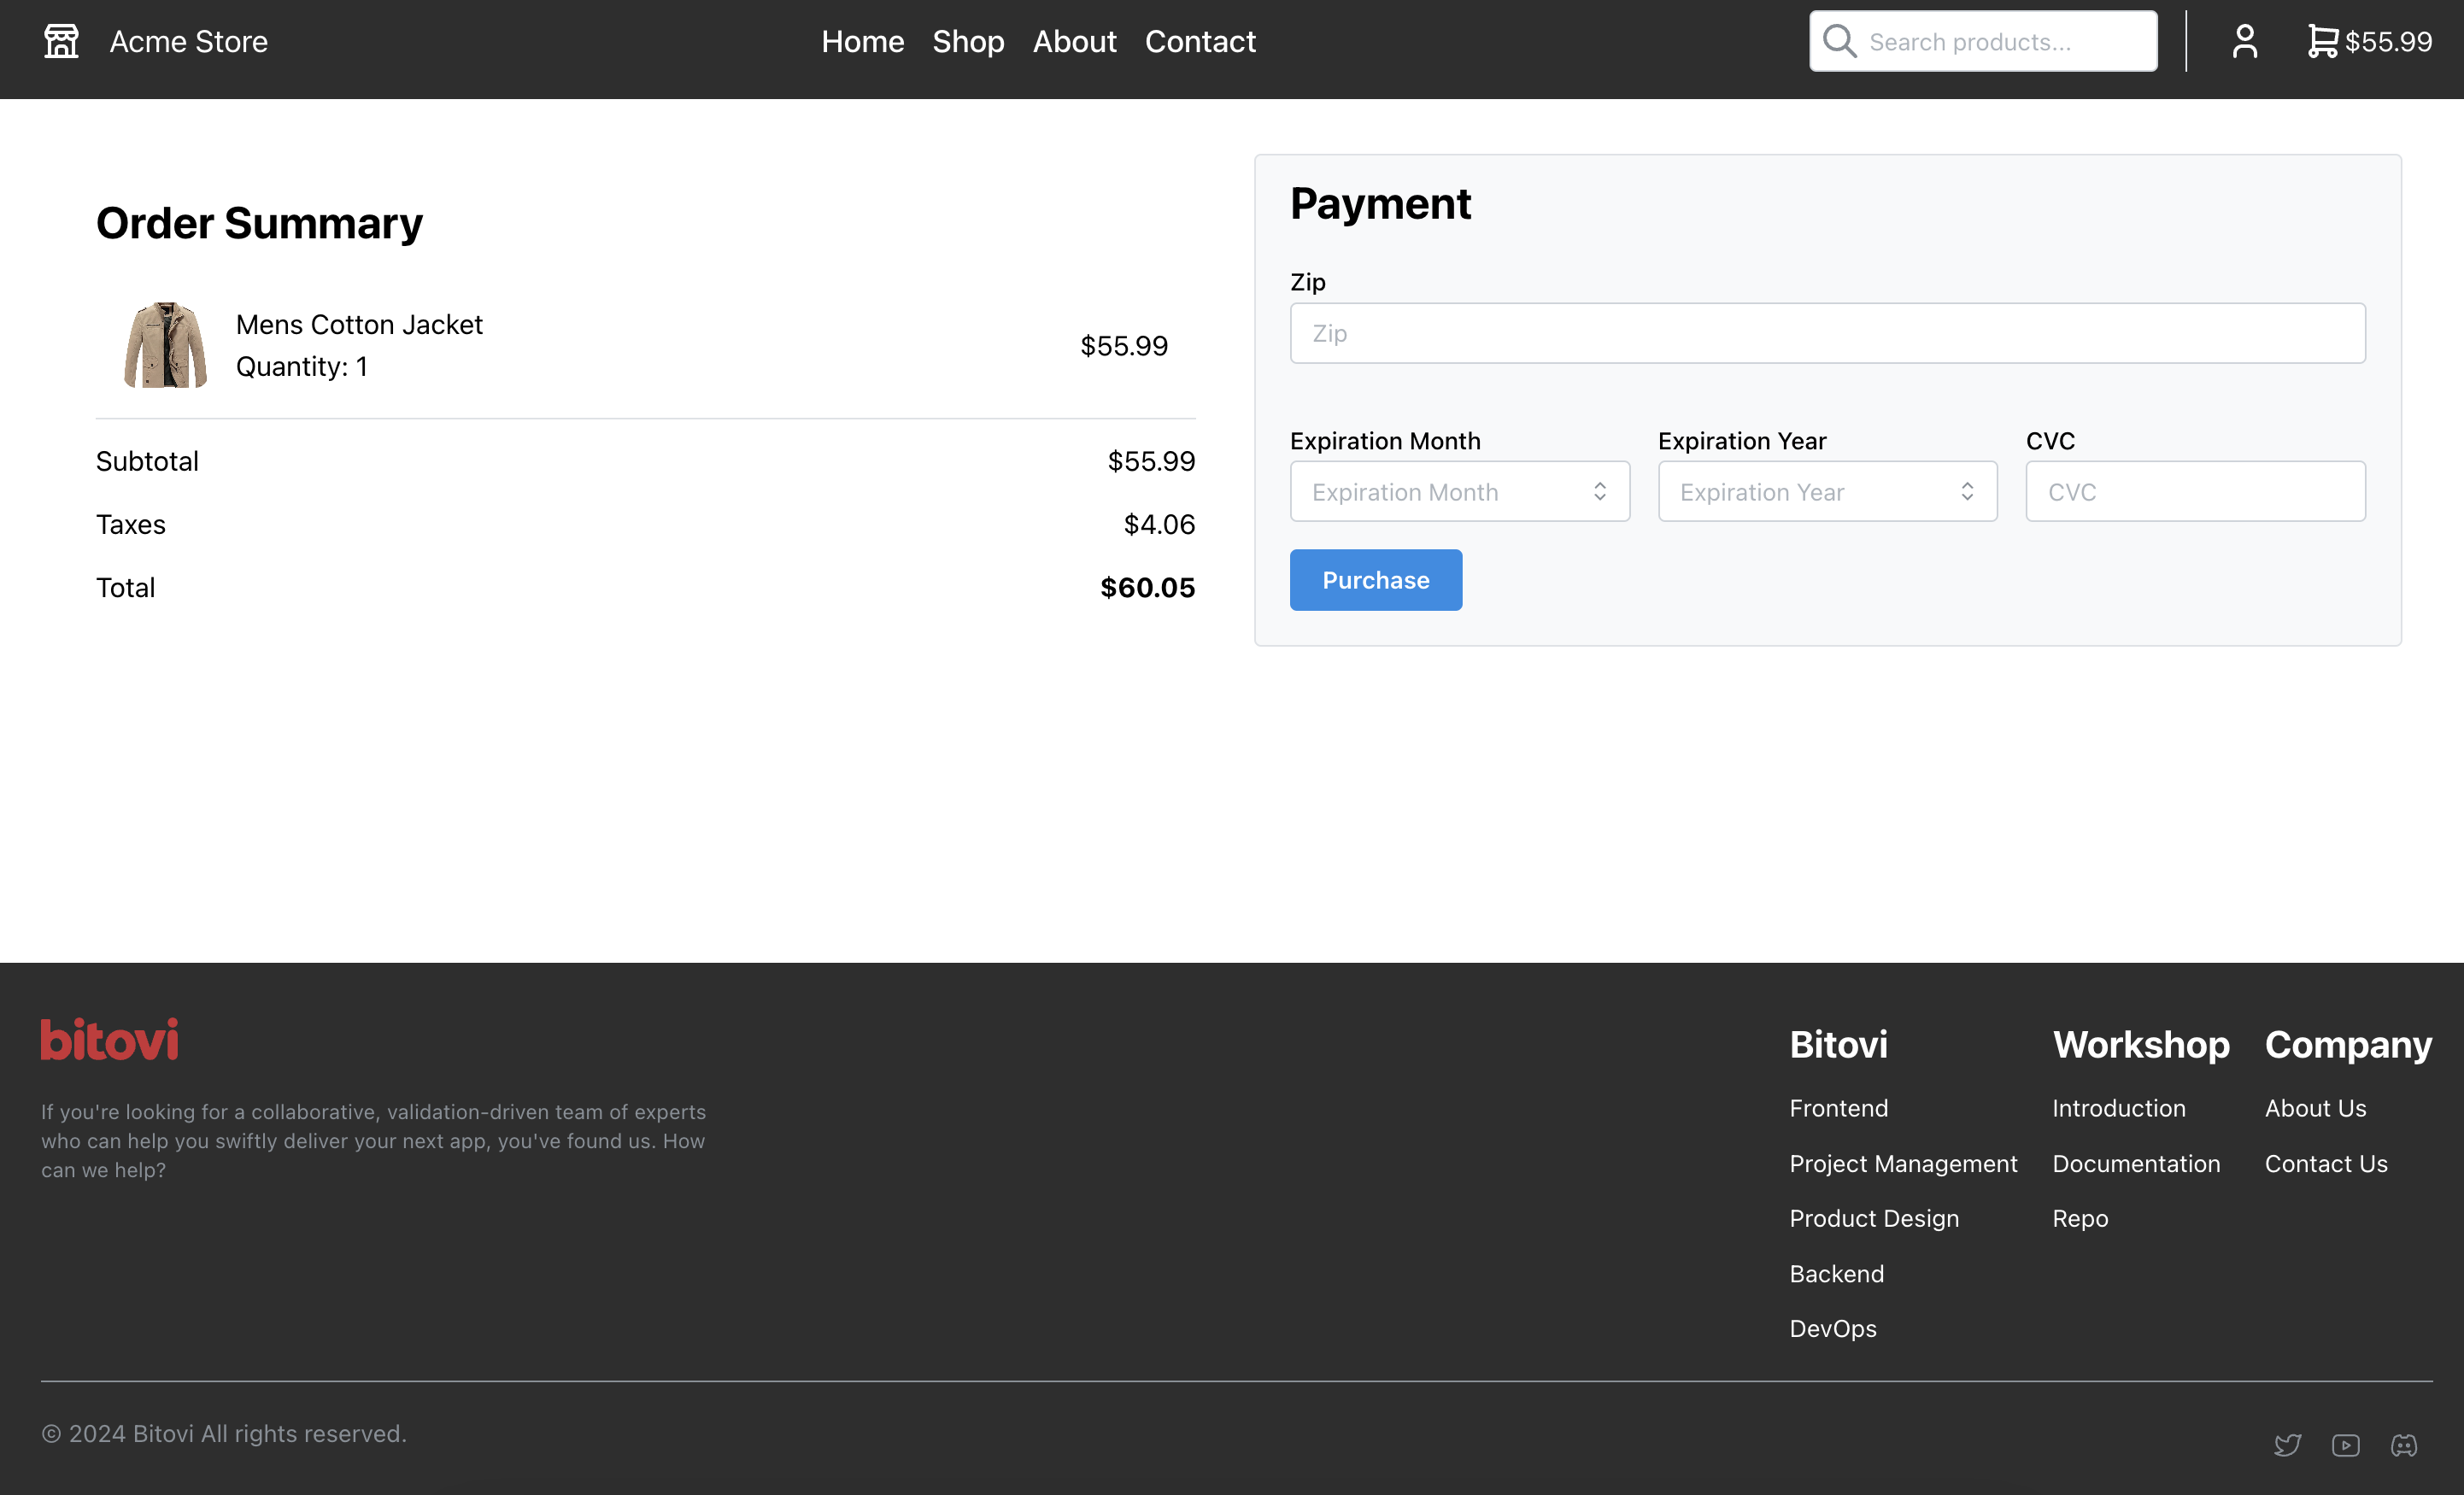 Acme Store
Home Shop About Contact
Search products...
$55.99
Order Summary
Mens Cotton Jacket
Quantity: 1
$55.99
Subtotal $55.99
Taxes $4.06
Total $60.05
Payment
Zip
Zip
Expiration Month Expiration Year CVC
Expiration Month Expiration Year CVC
Purchase
bitovi
If you're looking for a collaborative, validation-driven team of experts
who can help you swiftly deliver your next app, you've found us. How
can we help?
Bitovi
Frontend
Project Management
Product Design
Backend
DevOps
Workshop
Introduction
Documentation
Repo
Company
About Us
Contact Us
© 2024 Bitovi All rights reserved.